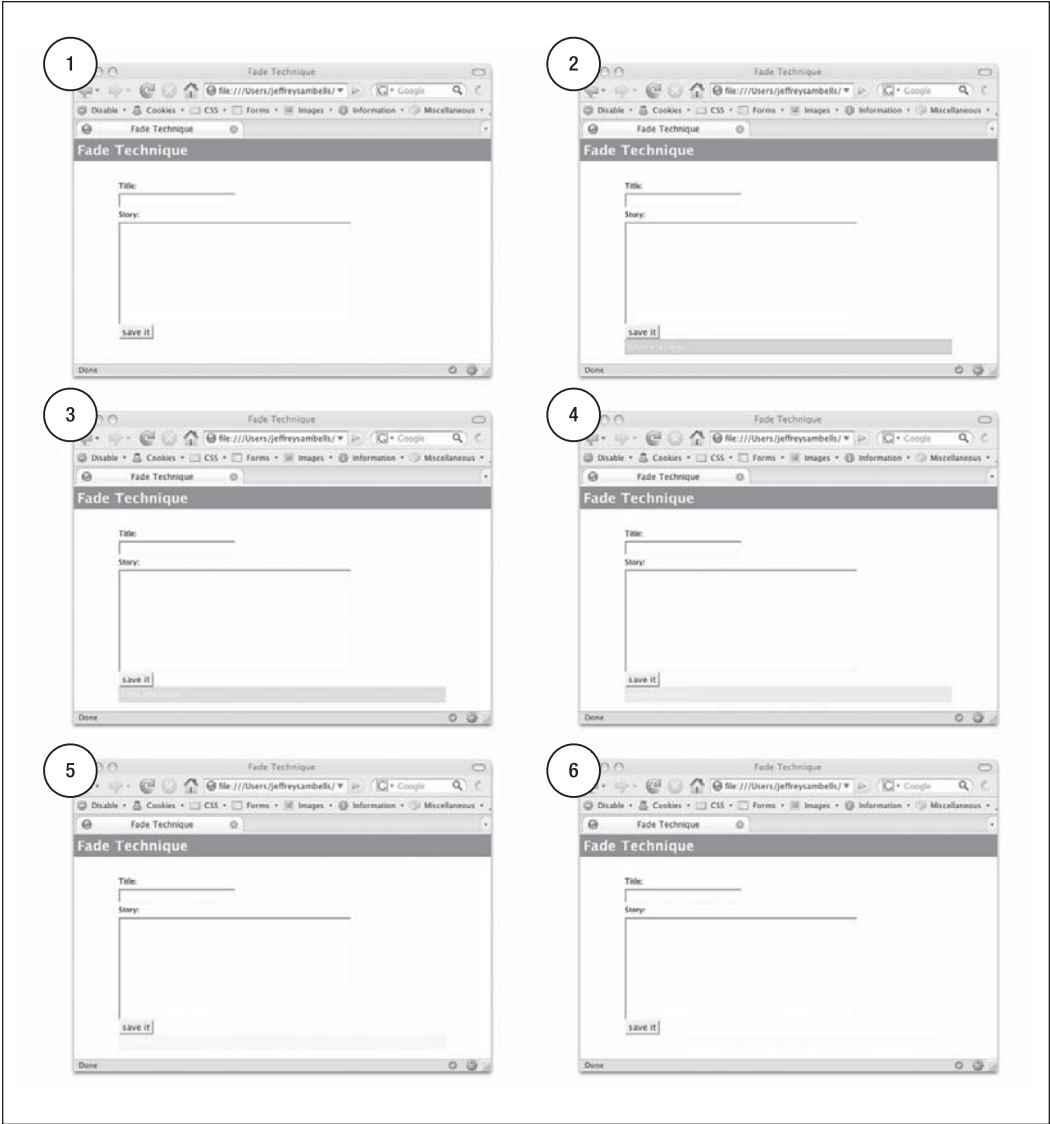 1
Fade Technique
file:///Users/jeffreysambells/
Google
Disable Cookies CSS Forms Images Information Miscellaneous
Fade Technique
Fade Technique
Title:
Story:
save it
Done
2
Fade Technique
file:///Users/jeffreysambells/
Google
Disable Cookies CSS Forms Images Information Miscellaneous
Fade Technique
Fade Technique
Title:
Story:
save it
Done
3
Fade Technique
file:///Users/jeffreysambells/
Google
Disable Cookies CSS Forms Images Information Miscellaneous
Fade Technique
Fade Technique
Title:
Story:
save it
Done
4
Fade Technique
file:///Users/jeffreysambells/
Google
Disable Cookies CSS Forms Images Information Miscellaneous
Fade Technique
Fade Technique
Title:
Story:
save it
Done
5
Fade Technique
file:///Users/jeffreysambells/
Google
Disable Cookies CSS Forms Images Information Miscellaneous
Fade Technique
Fade Technique
Title:
Story:
save it
Done
6
Fade Technique
file:///Users/jeffreysambells/
Google
Disable Cookies CSS Forms Images Information Miscellaneous
Fade Technique
Fade Technique
Title:
Story:
save it
Done